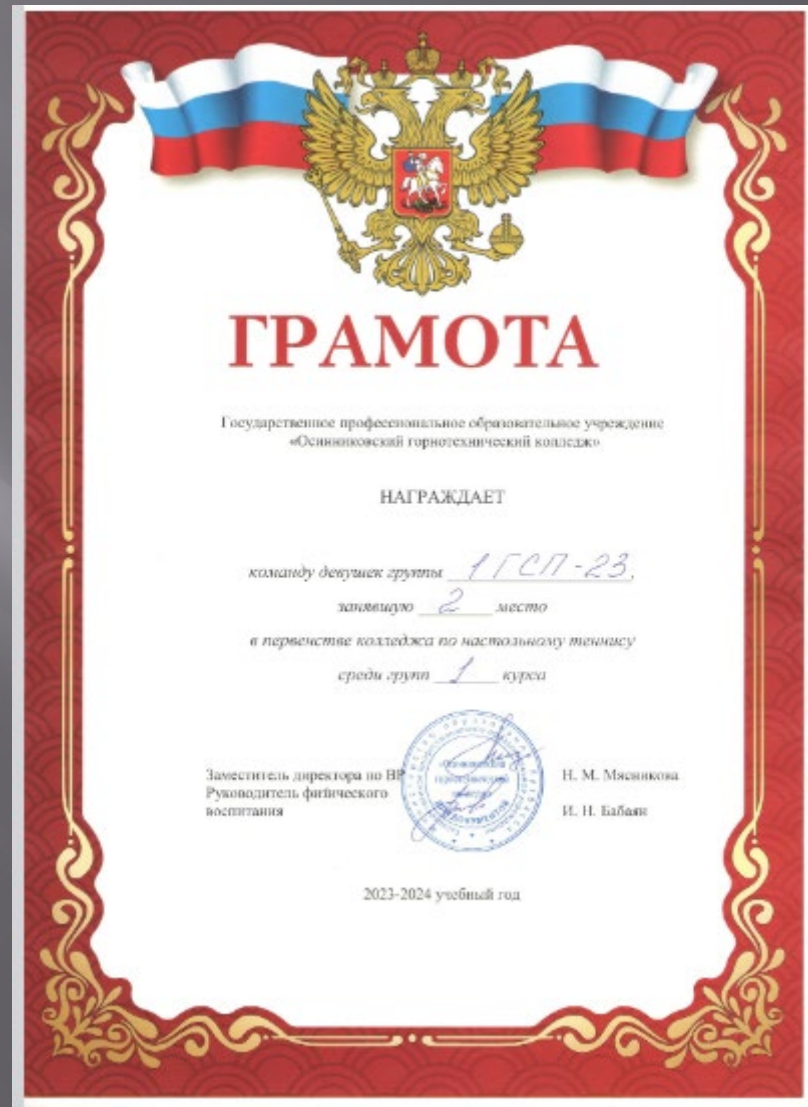 ГРАМОТА
Государственное профессиональное образовательное учреждение
«Осинниковский горнотехнический колледж»
НАГРАЖДАЕТ
команду девушек группы 1 ГСП-23,
занявшую 2 место
в первенстве колледжа по настольному теннису
среди групп 1 курса
Заместитель директора по ВР Н. М. Мясникова
Руководитель физического
воспитания И. Н. Бабаян
2023-2024 учебный год